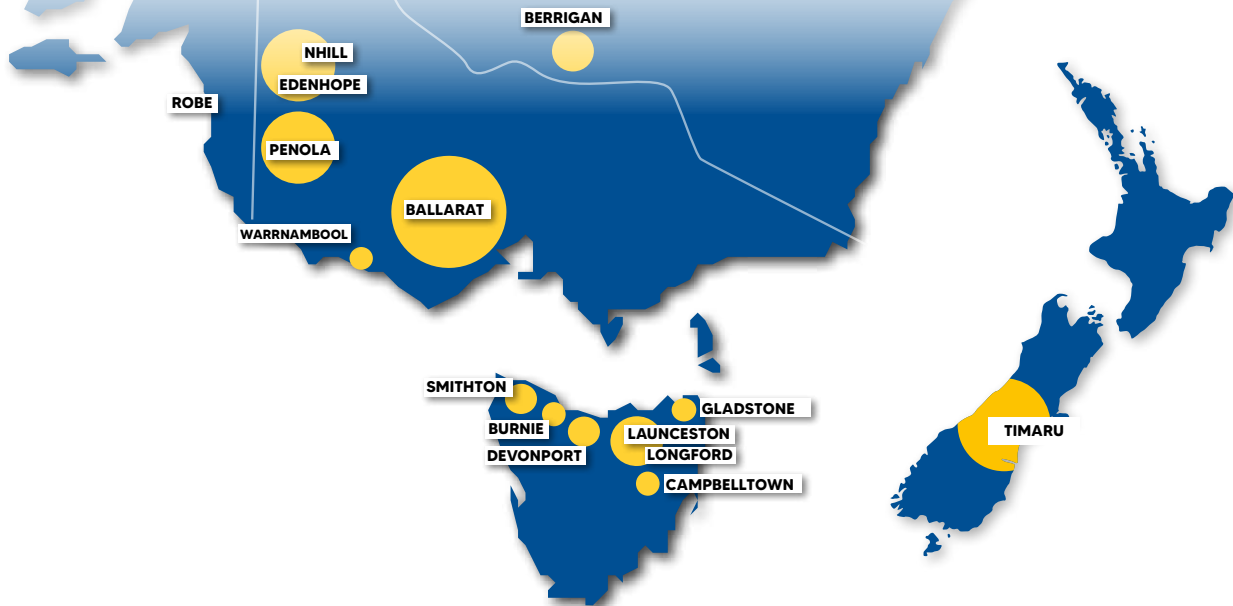 BERRIGAN
NHILL
EDENHOPE
ROBE
PENOLA
BALLARAT
WARRNAMBOOL
SMITHTON
GLADSTONE
BURNIE
LAUNCESTON
TIMARU
DEVONPORT
LONGFORD
CAMPBELLTOWN